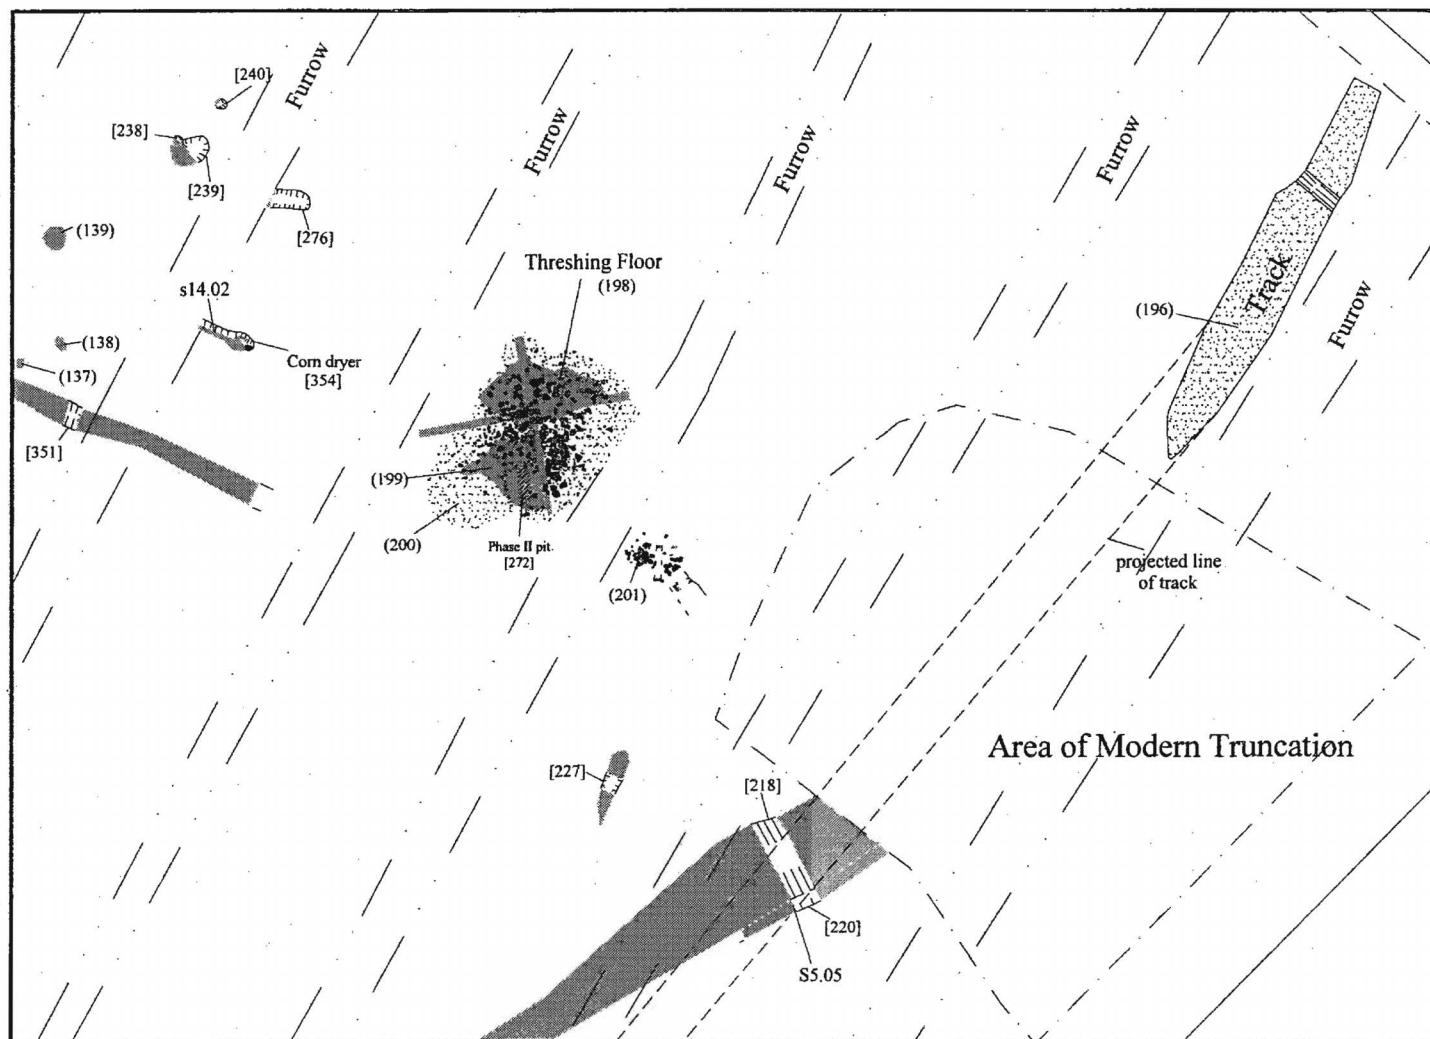 [240]
Furrow
[238]
[239]
Furrow
Furrow
Furrow
(139)
[276]
Threshing Floor
(198)
s14.02
(196)
Track
Furrow
(138)
Corn dryer
[354]
(137)
[351]
(199)
(200)
Phase II pit
[272]
(201)
projected line
of track
Area of Modern Truncation
[227]
[218]
[220]
S5.05